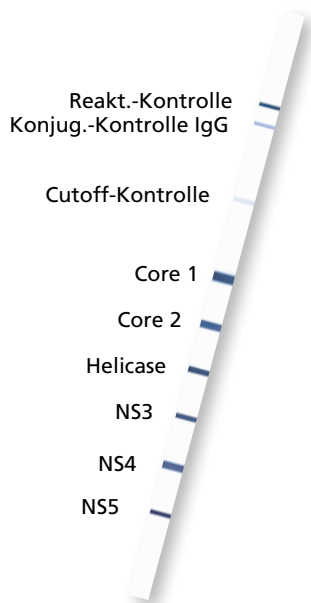 Reakt.-Kontrolle
Konjug.-Kontrolle IgG
Cutoff-Kontrolle
Core 1
Core 2
Helicase
NS3
NS4
NS5